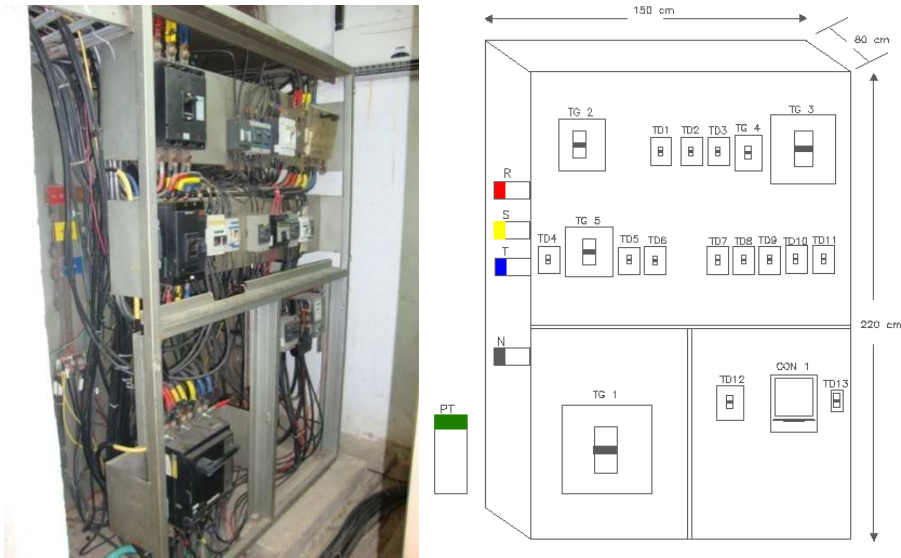 150 cm
80 cm
TG 2
TG 3
TD1
TD2
TD3
TG 4
R
S
T
TG 5
TD4
TD5
TD6
TD7
TD8
TD9
TD10
TD11
220 cm
N
TG 1
CON 1
TD12
TD13
PT